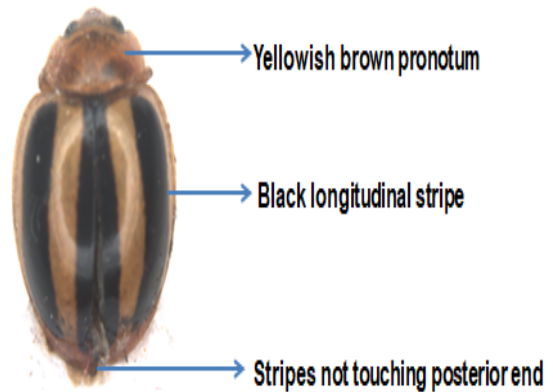 Yellowish brown pronotum
Black longitudinal stripe
Stripes not touching posterior end